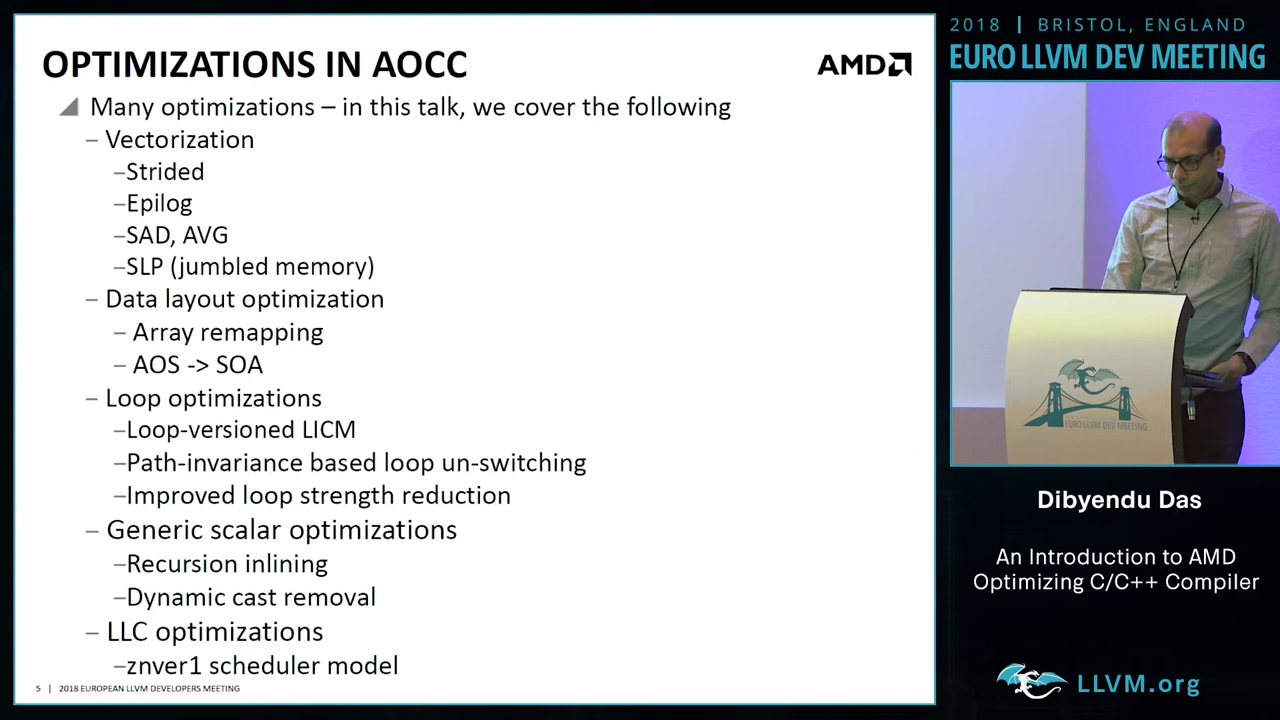 OPTIMIZATIONS IN AOCC
AMD
Many optimizations – in this talk, we cover the following
– Vectorization
–Strided
–Epilog
–SAD, AVG
–SLP (jumbled memory)
– Data layout optimization
– Array remapping
– AOS -> SOA
– Loop optimizations
–Loop-versioned LICM
–Path-invariance based loop un-switching
–Improved loop strength reduction
– Generic scalar optimizations
–Recursion inlining
–Dynamic cast removal
– LLC optimizations
–znver1 scheduler model
5 | 2018 EUROPEAN LLVM DEVELOPERS MEETING
2018 | BRISTOL, ENGLAND
EURO LLVM DEV MEETING
EURO LLVM DEV MEETING
Dibyendu Das
An Introduction to AMD
Optimizing C/C++ Compiler
LLVM.org